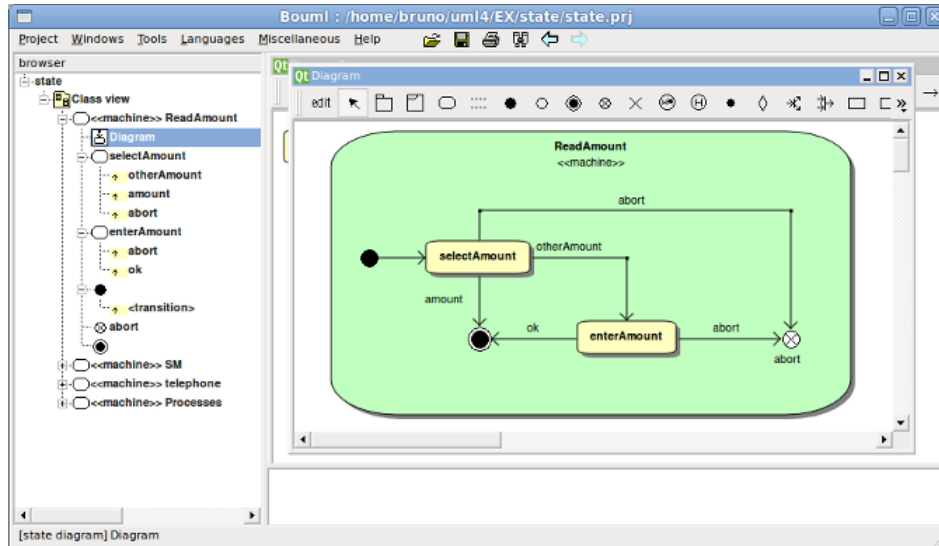 Bouml : /home/bruno/uml4/EX/state/state.prj
Project Windows Tools Languages Miscellaneous Help
browser
state
Class view
<<machine>> ReadAmount
Diagram
selectAmount
otherAmount
amount
abort
enterAmount
abort
ok
<transition>
abort
<<machine>> SM
<<machine>> telephone
<<machine>> Processes
Qt
Qt Diagram
edit
H
ReadAmount
<<machine>>
abort
selectAmount
otherAmount
amount
ok
enterAmount
abort
abort
[state diagram] Diagram